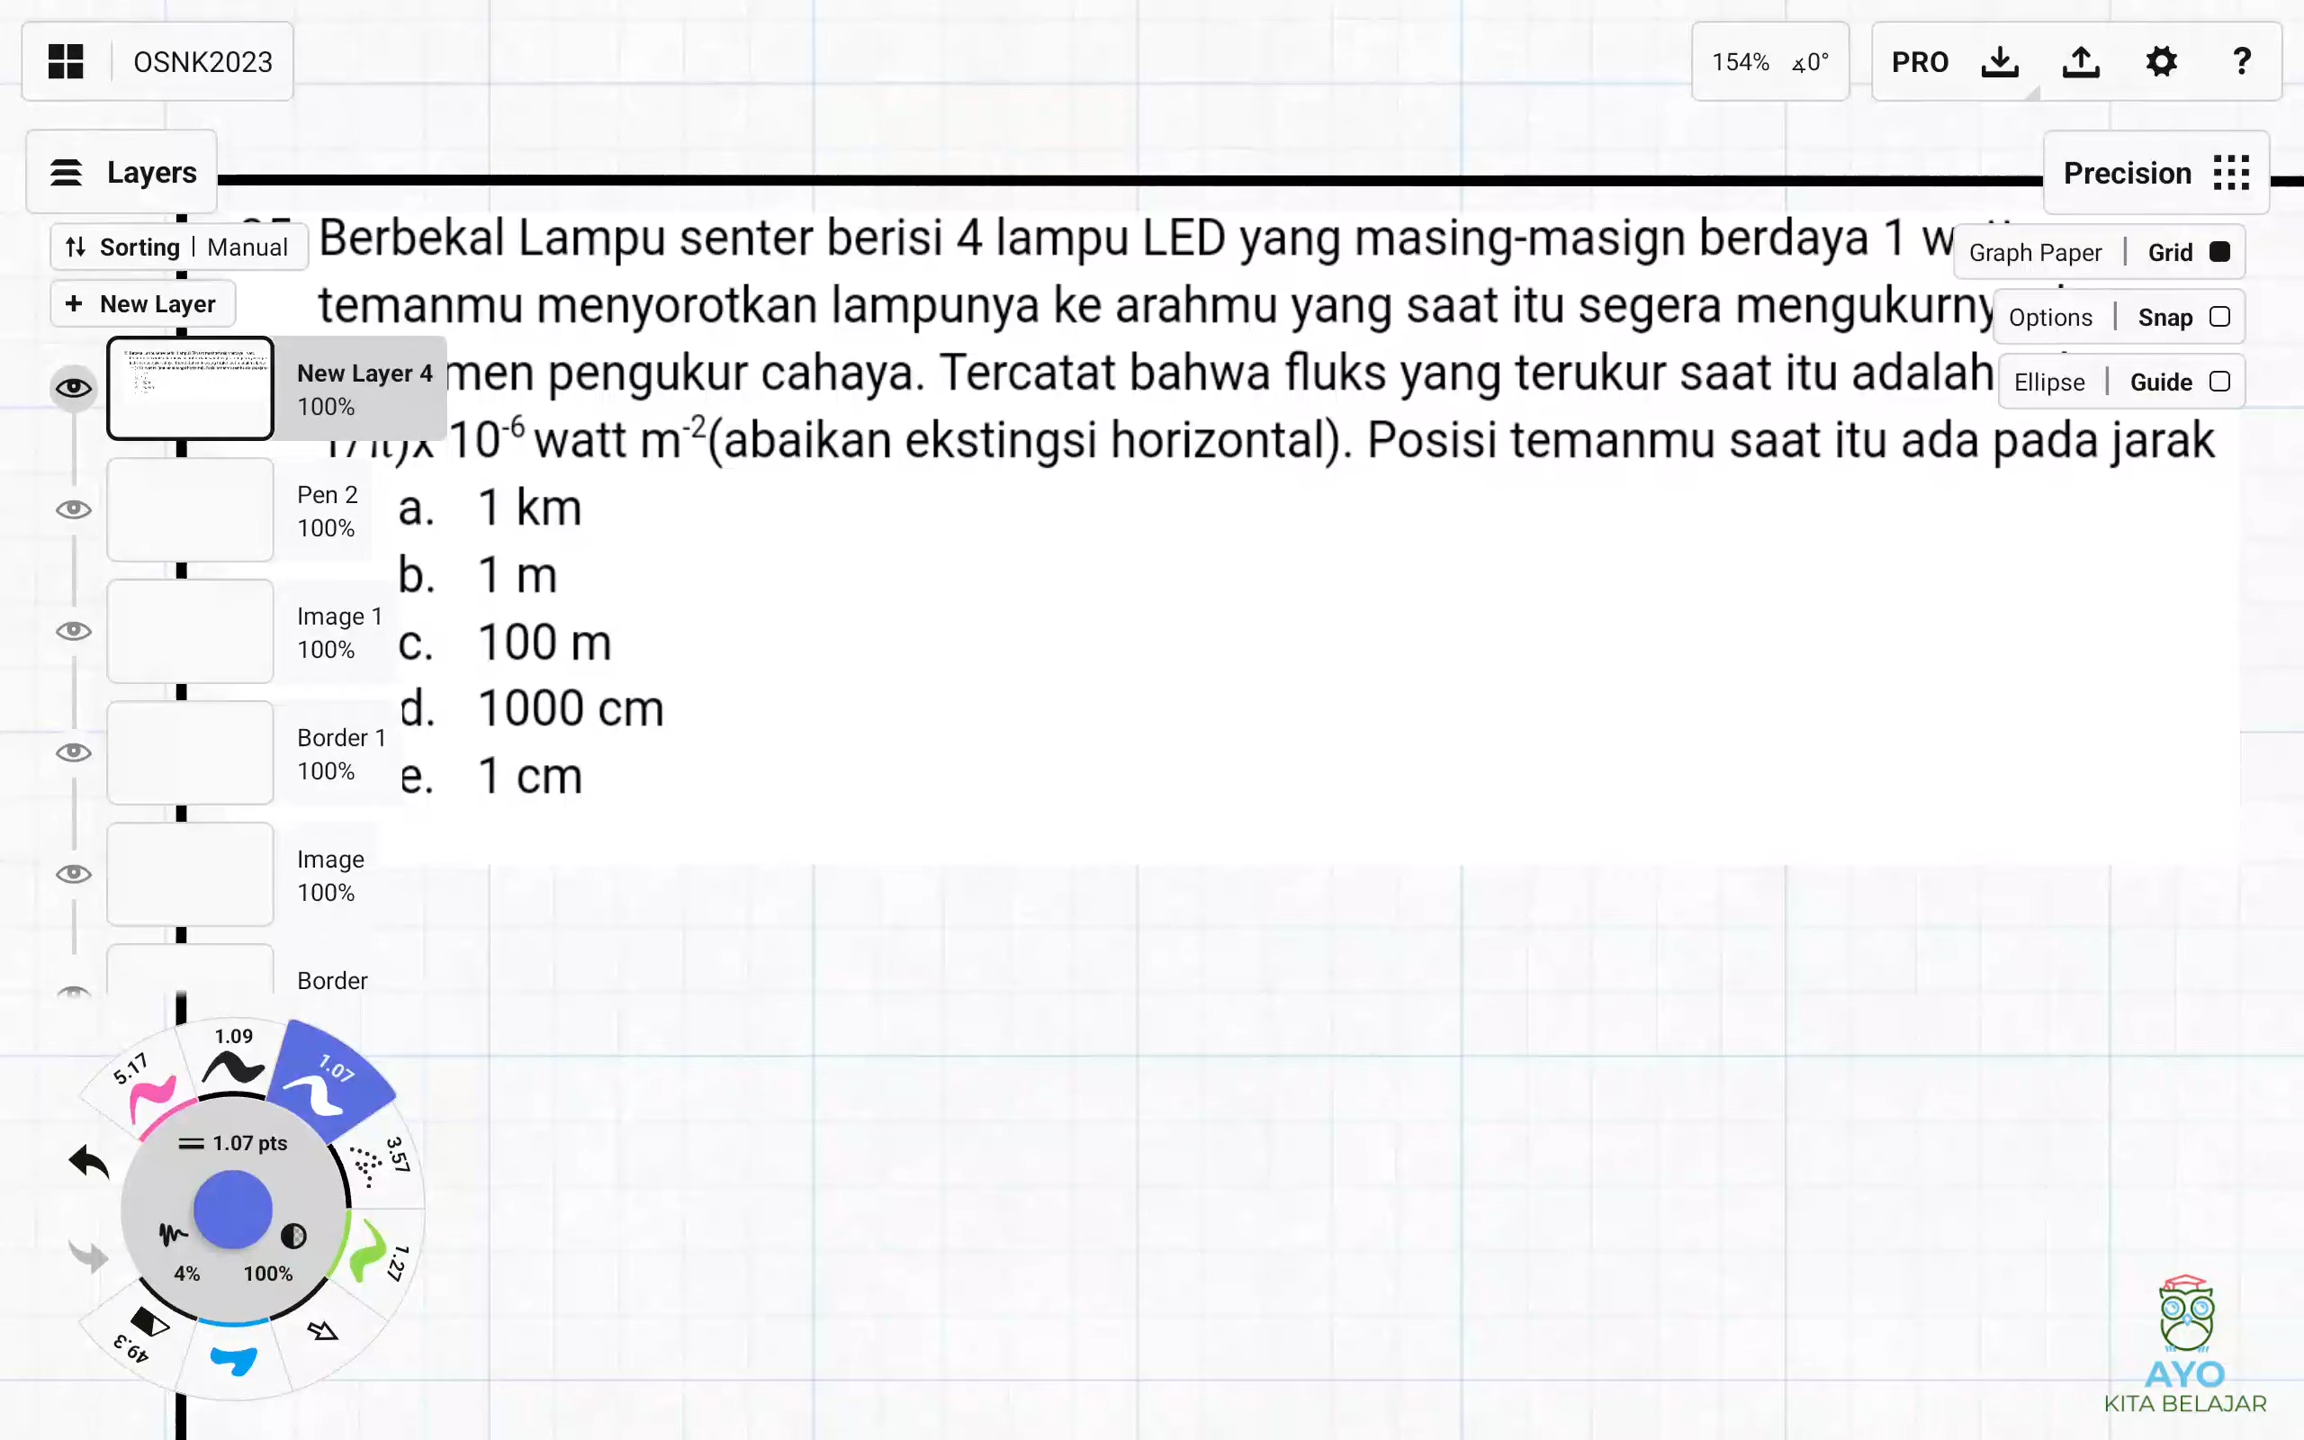 OSNK2023
154% ∡0°
PRO
?
Layers
Precision
Sorting | Manual
Graph Paper | Grid
Options | Snap
Ellipse | Guide
+ New Layer
New Layer 4
100%
Pen 2
100%
Image 1
100%
Border 1
100%
Image
100%
Border
Berbekal Lampu senter berisi 4 lampu LED yang masing-masign berdaya 1
temanmu menyorotkan lampunya ke arahmu yang saat itu segera
men pengukur cahaya. Tercatat bahwa fluks yang terukur saat itu adalah
1/π)x 10⁻⁶ watt m⁻²(abaikan ekstingsi horizontal). Posisi temanmu saat itu ada pada jarak
a. 1 km
b. 1 m
c. 100 m
d. 1000 cm
e. 1 cm
5.17
1.09
1.07
3.57
1.27
49.3
1.07 pts
4%
100%
AYO
KITA BELAJAR